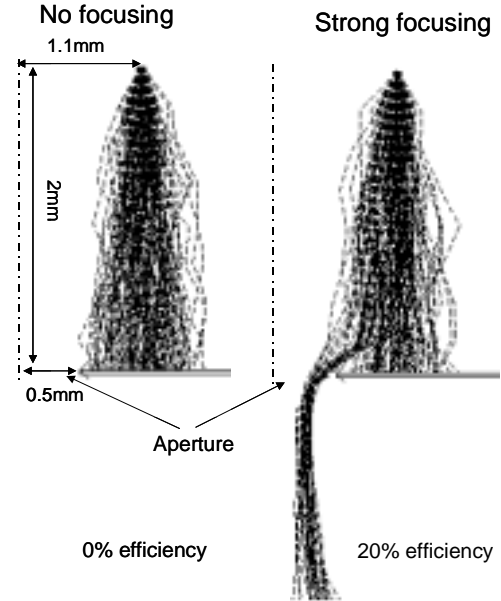 No focusing
Strong focusing
1.1mm
2mm
0.5mm
Aperture
0% efficiency
20% efficiency